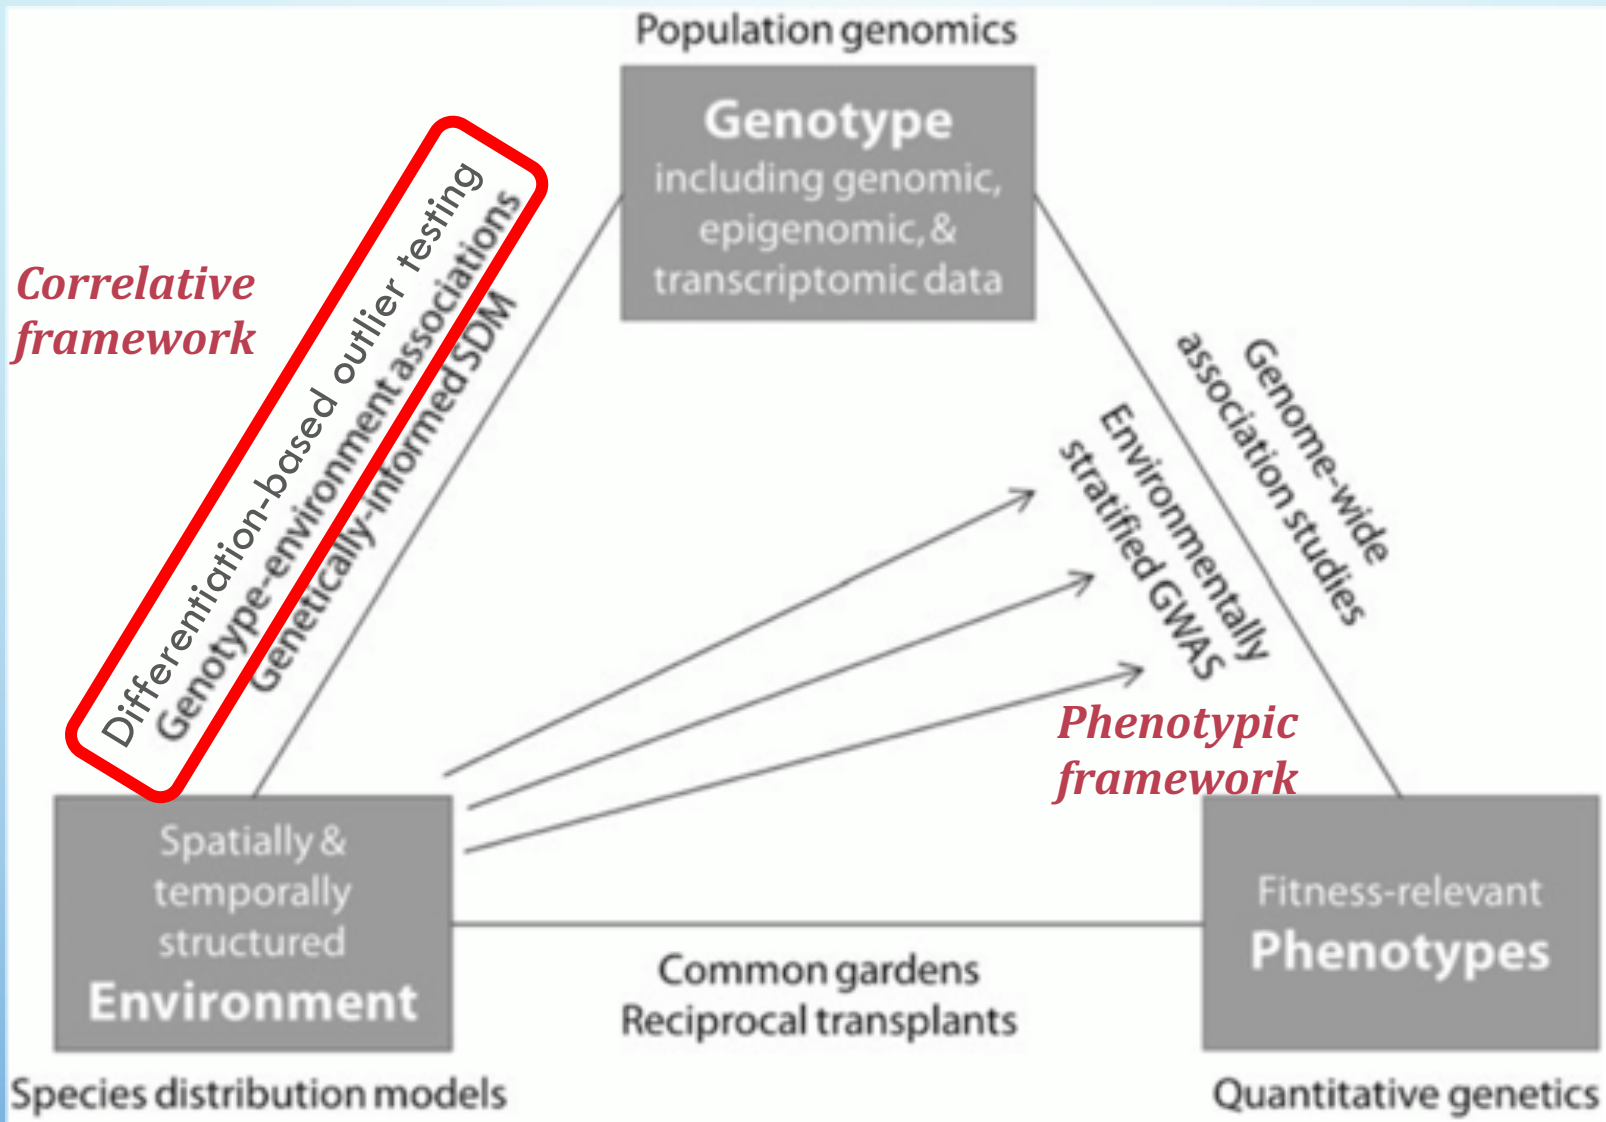 Population genomics
Genotype
including genomic,
epigenomic, &
transcriptomic data
Correlative
framework
Differentiation-based outlier testing
Genotype-environment associations
Genetically-informed SDM
Genome-wide
association studies
Environmentally
stratified GWAS
Phenotypic
framework
Spatially &
temporally
structured
Environment
Common gardens
Reciprocal transplants
Fitness-relevant
Phenotypes
Species distribution models
Quantitative genetics